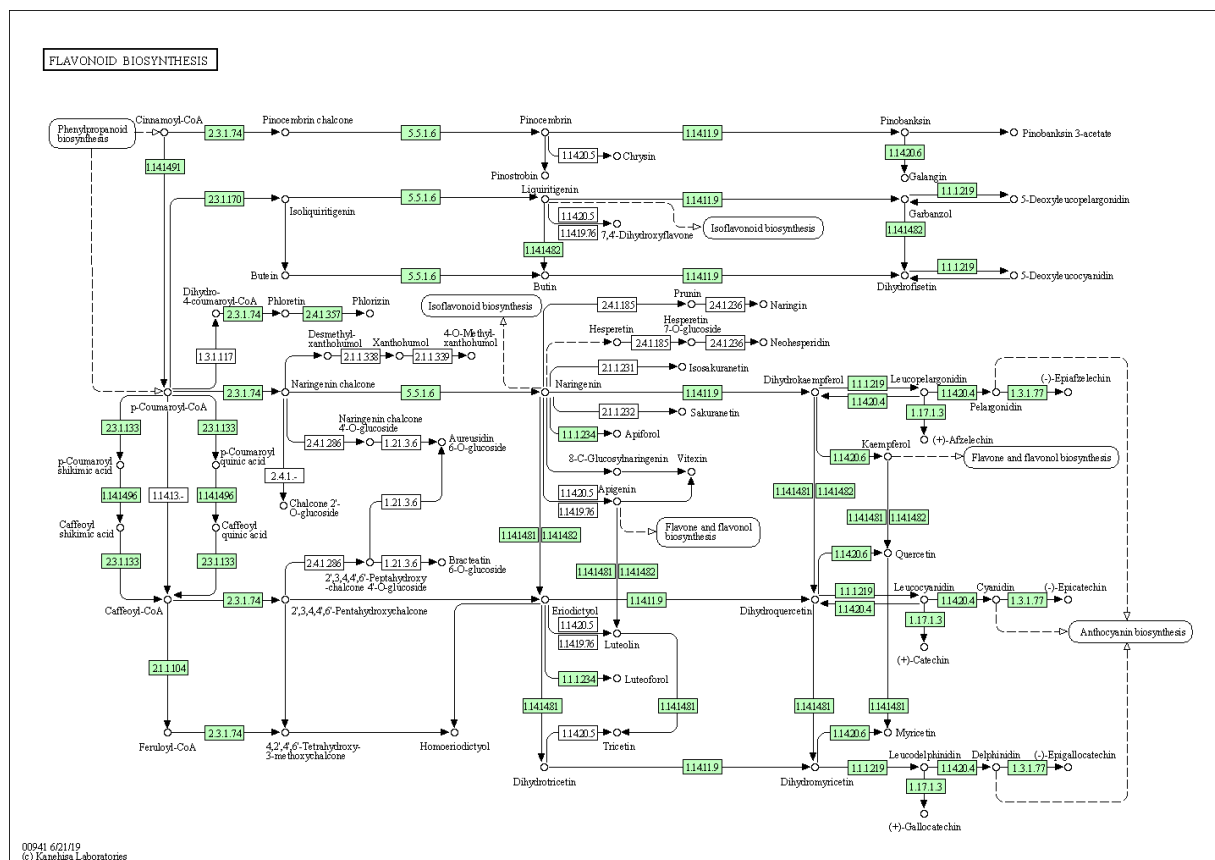 FLAVONOID BIOSYNTHESIS
Phenylpropanoid
biosynthesis
Cinnamoyl-CoA
2.3.1.74
Pinocembrin chalcone
5.5.1.6
Pinocembrin
1.14.11.9
Pinobanksin
Pinobanksin 3-acetate
1.14.14.91
1.14.20.5
Chrysin
1.14.20.6
Pinostrobin
Galangin
2.3.1.170
Isoliquiritigenin
5.5.1.6
Liquiritigenin
1.14.11.9
Garbanzol
1.1.1.219
5-Deoxyleucopelargonidin
1.14.20.5
1.14.19.76
7,4'-Dihydroxyflavone
Isoflavonoid biosynthesis
1.14.14.82
1.14.14.82
Butein
5.5.1.6
Butin
1.14.11.9
Dihydrofisetin
1.1.1.219
5-Deoxyleucocyanidin
Dihydro-
4-coumaroyl-CoA
2.3.1.74
Phloretin
2.4.1.357
Phlorizin
Isoflavonoid biosynthesis
2.4.1.185
Prunin
2.4.1.236
Naringin
1.3.1.117
Desmethyl-
xanthohumol
2.1.1.338
Xanthohumol
2.1.1.339
4-O-Methyl-
xanthohumol
Hesperetin
2.4.1.185
Hesperetin
7-O-glucoside
2.4.1.236
Neohesperidin
2.1.1.231
Isosakuranetin
p-Coumaroyl-CoA
2.3.1.74
Naringenin chalcone
5.5.1.6
Naringenin
1.14.11.9
Dihydrokaempferol
1.1.1.219
1.14.20.4
Leucopelargonidin
1.14.20.4
Pelargonidin
1.3.1.77
(-)-Epiafzelechin
2.1.1.232
Sakuranetin
1.17.1.3
(+)-Afzelechin
2.3.1.133
2.3.1.133
Naringenin chalcone
4'-O-glucoside
2.4.1.286
1.21.3.6
Aureusidin
6-O-glucoside
1.1.1.234
Apiforol
1.14.20.6
Kaempferol
Flavone and flavonol biosynthesis
p-Coumaroyl
shikimic acid
p-Coumaroyl
quinic acid
2.4.1.-
8-C-Glucosylnaringenin
Vitexin
1.14.14.96
1.14.13.-
1.14.14.96
Chalcone 2'-
O-glucoside
1.21.3.6
1.14.20.5
1.14.19.76
Apigenin
1.14.14.81
1.14.14.82
Caffeoyl
shikimic acid
Caffeoyl
quinic acid
1.14.14.81
1.14.14.82
Flavone and flavonol
biosynthesis
1.14.14.81
1.14.14.82
2.3.1.133
2.3.1.133
2.4.1.286
1.21.3.6
Bracteatin
6-O-glucoside
1.14.14.81
1.14.14.82
1.14.20.6
Quercetin
2',3,4,4',6'-Peptahydroxy
-chalcone 4'-O-glucoside
Caffeoyl-CoA
2.3.1.74
2',3,4,4',6'-Pentahydroxychalcone
Eriodictyol
1.14.11.9
Dihydroquercetin
1.1.1.219
1.14.20.4
Leucocyanidin
1.14.20.4
Cyanidin
1.3.1.77
(-)-Epicatechin
1.14.20.5
1.14.19.76
Luteolin
1.17.1.3
(+)-Catechin
Anthocyanin biosynthesis
2.1.1.104
1.1.1.234
Luteoforol
1.14.14.81
1.14.14.81
1.14.14.81
1.14.14.81
Feruloyl-CoA
2.3.1.74
4,2',4',6'-Tetrahydroxy-
3-methoxychalcone
Homoeriodictyol
1.14.20.5
Tricetin
1.14.20.6
Myricetin
Dihydrotricetin
1.14.11.9
Dihydromyricetin
1.1.1.219
Leucodelphinidin
1.14.20.4
Delphinidin
1.3.1.77
(-)-Epigallocatechin
1.17.1.3
(+)-Gallocatechin
00941 6/21/19
(c) Kanehisa Laboratories